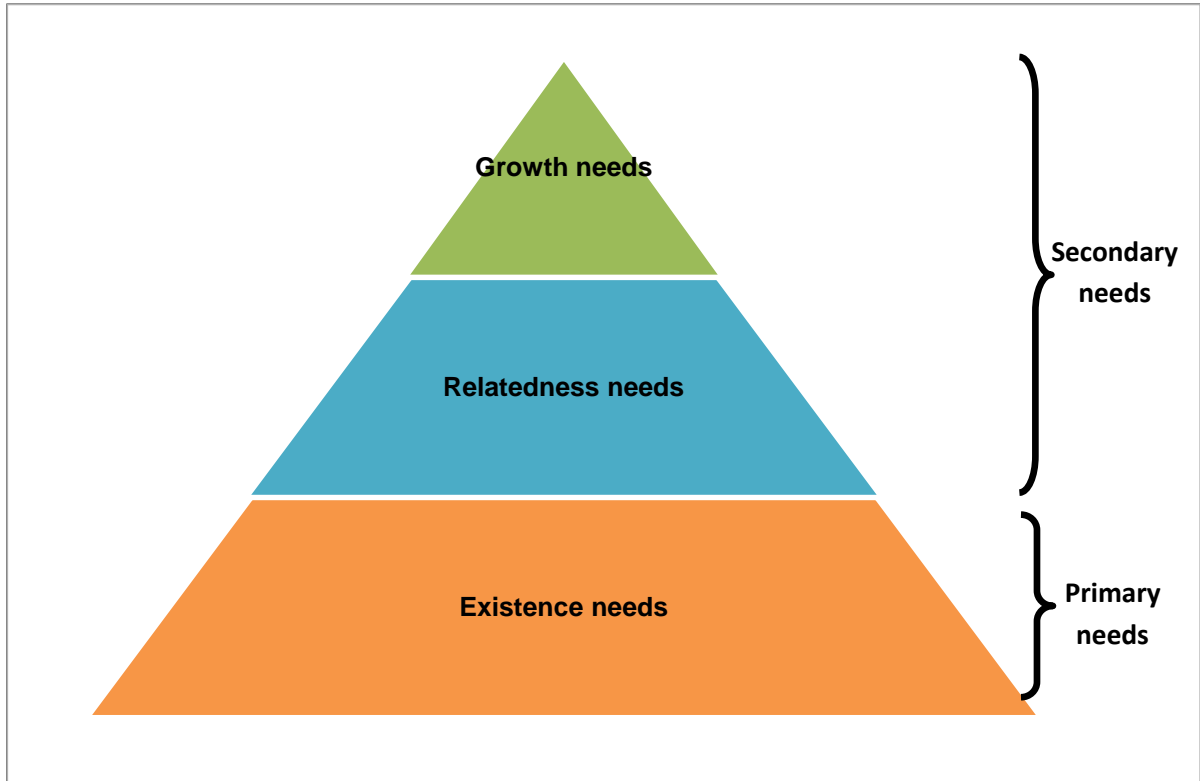 Growth needs
Secondary
needs
Relatedness needs
Existence needs
Primary
needs